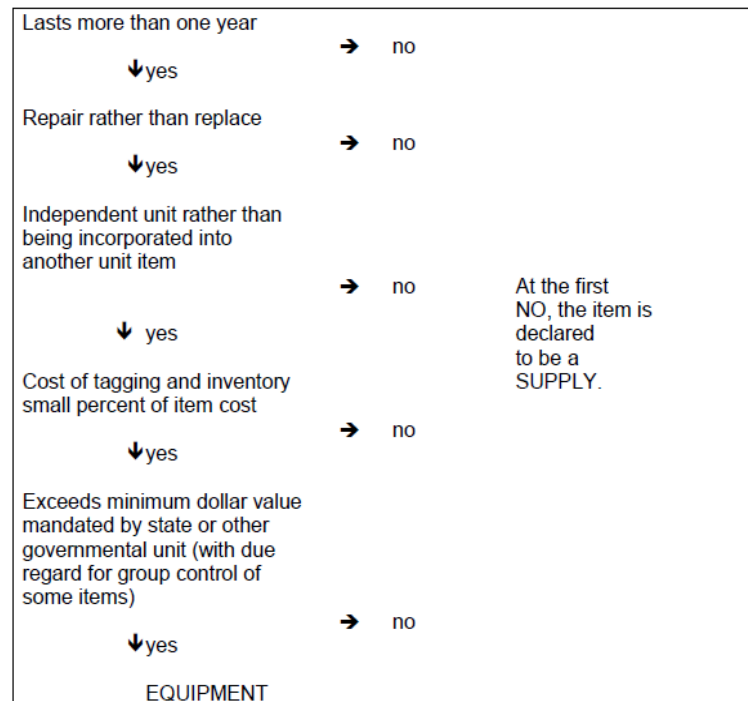 Lasts more than one year
➔ no
🡻yes
Repair rather than replace
➔ no
🡻yes
Independent unit rather than
being incorporated into
another unit item
➔ no
At the first
NO, the item is
declared
to be a
SUPPLY.
🡻 yes
Cost of tagging and inventory
small percent of item cost
➔ no
🡻yes
Exceeds minimum dollar value
mandated by state or other
governmental unit (with due
regard for group control of
some items)
➔ no
🡻yes
EQUIPMENT